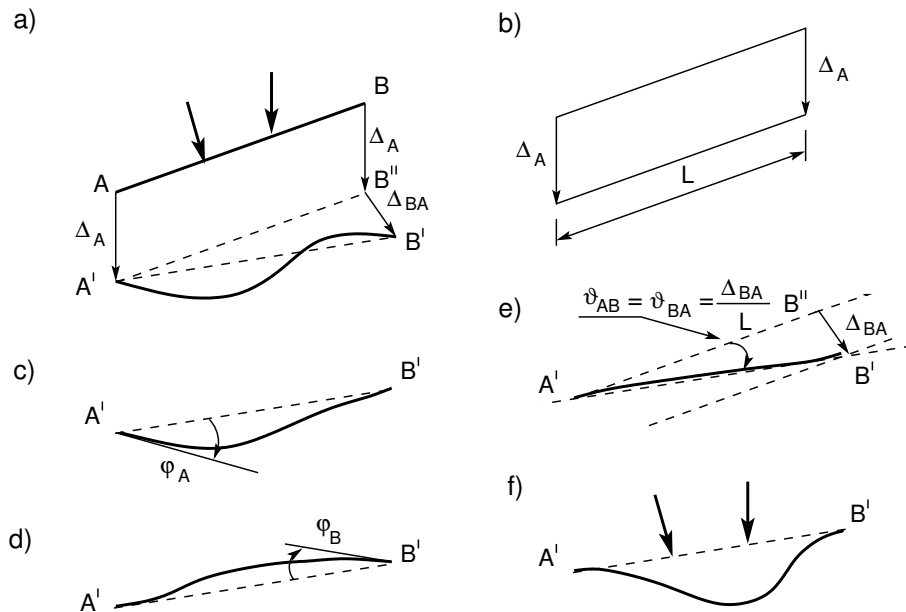 a)
B
Δ_A
A
B"
Δ_BA
Δ_A
B'
A'
b)
Δ_A
Δ_A
L
c)
B'
A'
φ_A
d)
φ_B
B'
A'
e)
ϑ_AB = ϑ_BA = Δ_BA / L
B"
Δ_BA
A'
B'
f)
B'
A'